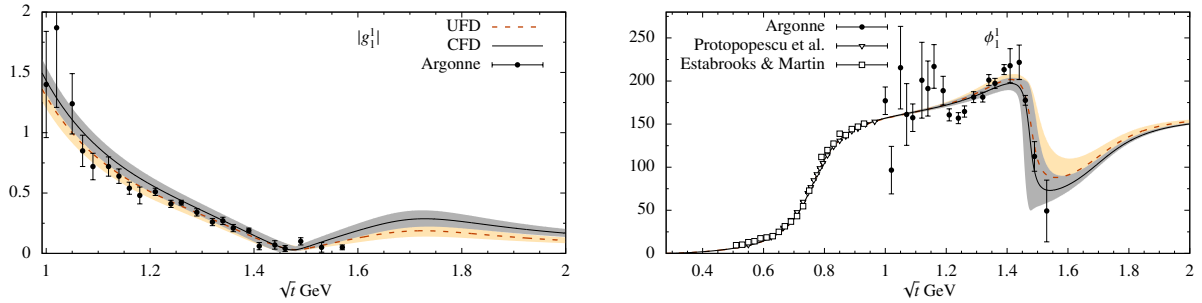 2
1.5
1
0.5
0
1
1.2
1.4
1.6
1.8
2
√t GeV
|g₁¹|
UFD
CFD
Argonne
250
200
150
100
50
0
0.4
0.6
0.8
1
1.2
1.4
1.6
1.8
2
√t GeV
Argonne
Protopopescu et al.
Estabrooks & Martin
ϕ₁¹